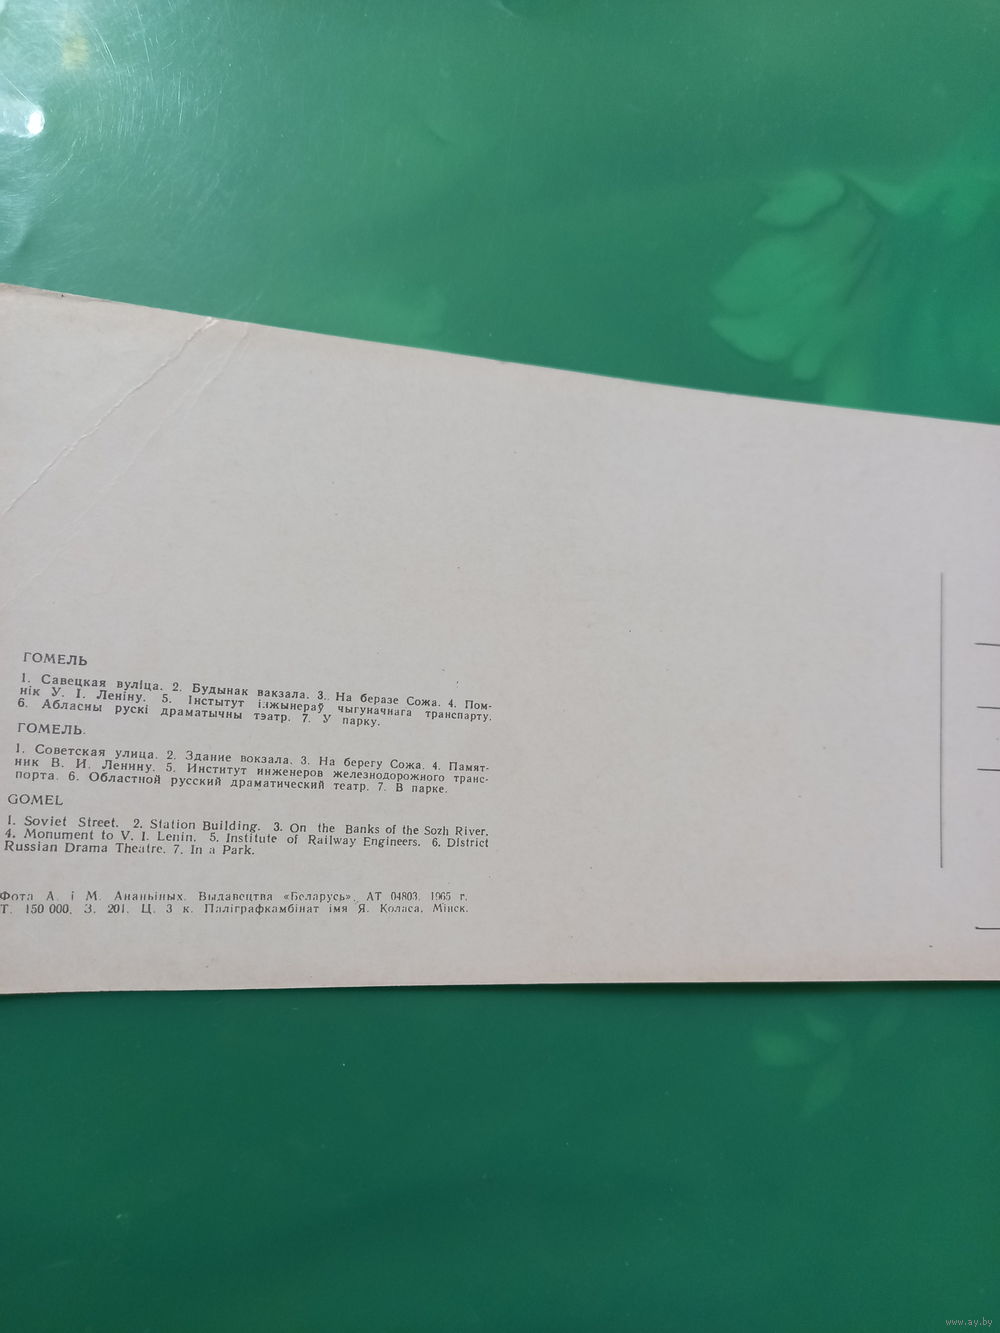 ГОМЕЛЬ
1. Савецкая вуліца. 2. Будынак вакзала. 3. На беразе Сожа. 4. Пом-
нік У. І. Леніну. 5. Інстытут інжынераў чыгуначнага транспарту.
6. Абласны рускі драматычны тэатр. 7. У парку.
ГОМЕЛЬ.
1. Советская улица. 2. Здание вокзала. 3. На берегу Сожа. 4. Памят-
ник В. И. Ленину. 5. Институт инженеров железнодорожного транс-
порта. 6. Областной русский драматический театр. 7. В парке.
GOMEL
1. Soviet Street. 2. Station Building. 3. On the Banks of the Sozh River.
4. Monument to V. I. Lenin. 5. Institute of Railway Engineers. 6. District
Russian Drama Theatre. 7. In a Park.
Фота А. і М. Ананьіных. Выдавецтва «Беларусь». АТ 04803. 1965 г.
Т. 150 000. З. 201. Ц. 3 к. Паліграфкамбінат імя Я. Коласа, Мінск.
www.ay.by